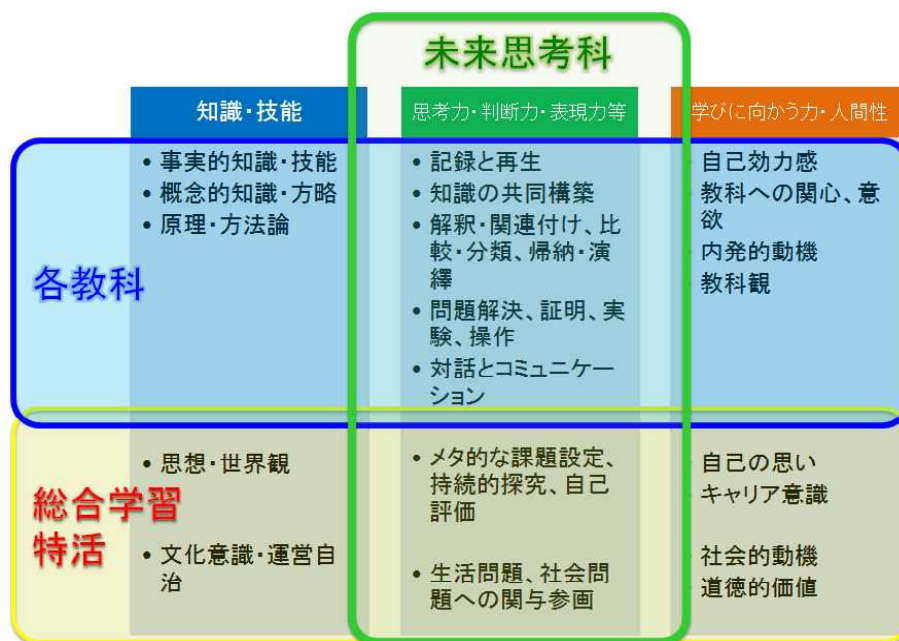 未来思考科
知識・技能
思考力・判断力・表現力等
学びに向かう力・人間性
各教科
• 事実的知識・技能
• 概念的知識・方略
• 原理・方法論
• 記録と再生
• 知識の共同構築
• 解釈・関連付け、比
較・分類、帰納・演
繹
• 問題解決、証明、実
験、操作
• 対話とコミュニケー
ション
• 自己効力感
• 教科への関心、意
欲
• 内発的動機
• 教科観
総合学習
特活
• 思想・世界観
• 文化意識・運営自
治
• メタ的な課題設定、
持続的探究、自己
評価
• 生活問題、社会問
題への関与参画
• 自己の思い
• キャリア意識
• 社会的動機
• 道徳的価値